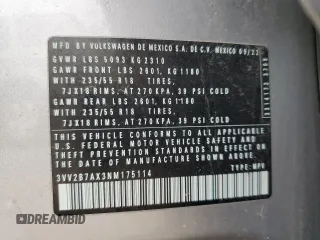 MFD BY VOLKSWAGEN DE MEXICO S.A. DE C.V. MEXICO 09/22
GVWR LBS 5093 KG 2310
GAWR FRONT LBS 2601, KG 1180
WITH 235/55 R18 TIRES,
7JX18 RIMS, AT 270 KPA, 39 PSI COLD
GAWR REAR LBS 2601, KG 1180
WITH 235/55 R18 TIRES,
7JX18 RIMS, AT 270 KPA, 39 PSI COLD
THIS VEHICLE CONFORMS TO ALL APPLICABLE
U.S. FEDERAL MOTOR VEHICLE SAFETY
STANDARDS IN EFFECT ON THE
DATE OF MANUFACTURE SHOWN ABOVE
3VV2B7AX3NM175114 TYPE: MPV
DREAMBID